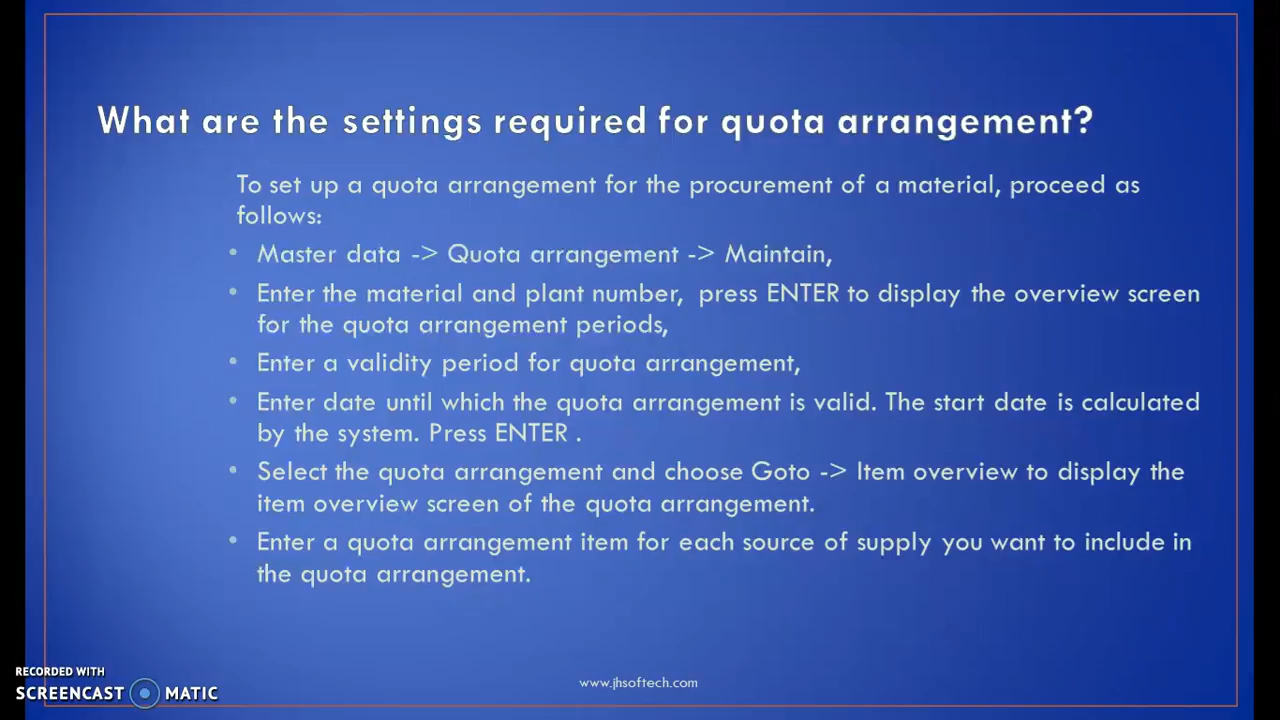 What are the settings required for quota arrangement?
To set up a quota arrangement for the procurement of a material, proceed as
follows:
• Master data -> Quota arrangement -> Maintain,
• Enter the material and plant number, press ENTER to display the overview screen
for the quota arrangement periods,
• Enter a validity period for quota arrangement,
• Enter date until which the quota arrangement is valid. The start date is calculated
by the system. Press ENTER .
• Select the quota arrangement and choose Goto -> Item overview to display the
item overview screen of the quota arrangement.
• Enter a quota arrangement item for each source of supply you want to include in
the quota arrangement.
RECORDED WITH
SCREENCAST MATIC
www.jhsoftech.com